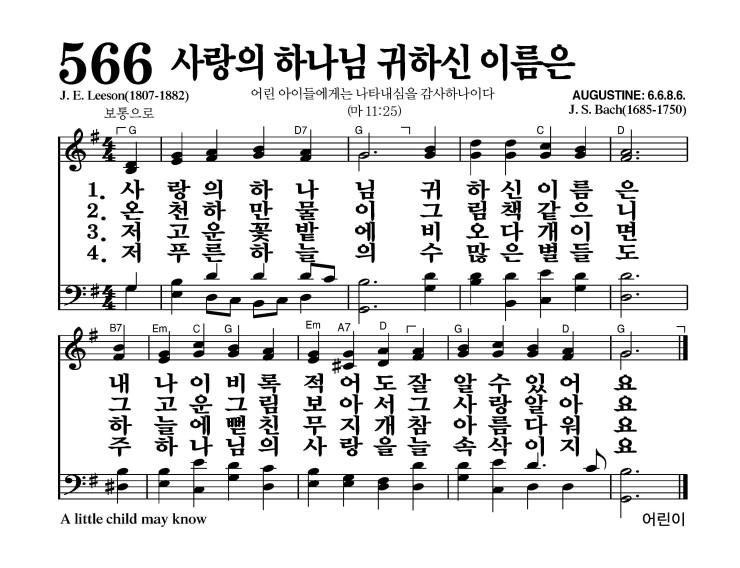 566 사랑의 하나님 귀하신 이름은
J. E. Leeson(1807-1882)
어린 아이들에게는 나타내심을 감사하나이다
AUGUSTINE: 6.6.8.6.
보통으로
(마 11:25)
J. S. Bach(1685-1750)
G D7 G C D
4 4
1. 사 랑 의 하 나 님 귀 하 신 이 름 은
2. 온 천 하 만 물 이 그 림 책 같 으 니
3. 저 고 운 꽃 밭 에 비 오 다 개 이 면
4. 저 푸 른 하 늘 의 수 많 은 별 들 도
4 4
B7 Em C G Em A7 D G D G
내 나 이 비 록 적 어 도 잘 알 수 있 어 요
그 고 운 그 림 보 아 서 그 사 랑 알 아 요
하 늘 에 뻗 친 무 지 개 참 아 름 다 워 요
주 하 나 님 의 사 랑 을 늘 속 삭 이 지 요
A little child may know
어린이